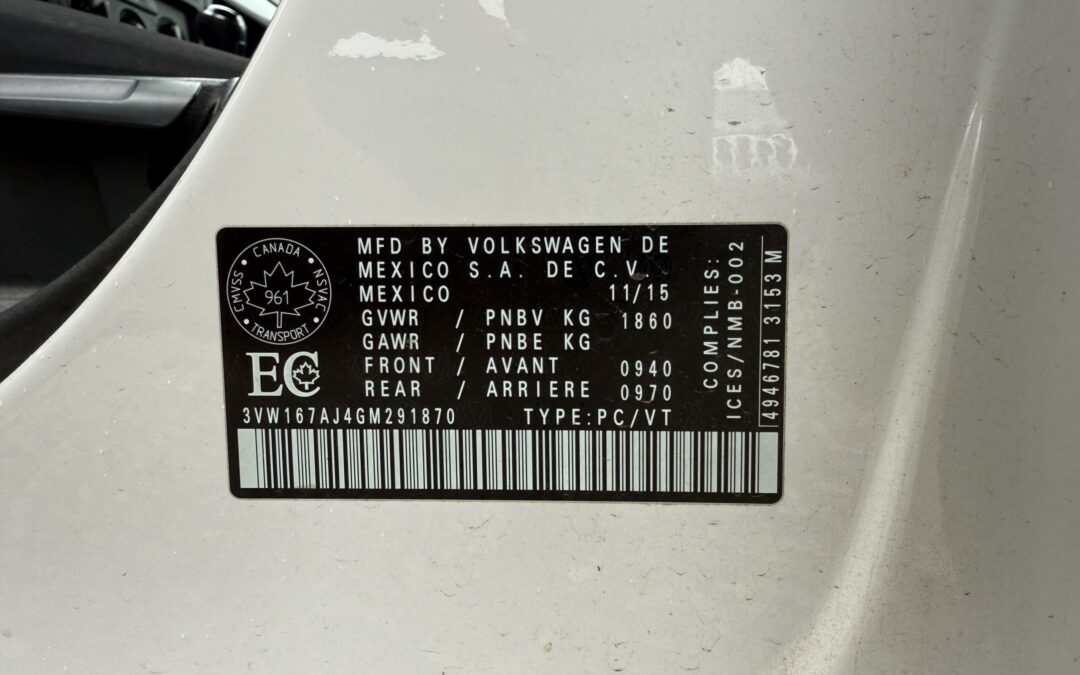 CANADA
CMVSS · NSVAC
961
TRANSPORT
EC
MFD BY VOLKSWAGEN DE
MEXICO S.A. DE C.V.
MEXICO 11/15
GVWR / PNBV KG 1860
GAWR / PNBE KG
FRONT / AVANT 0940
REAR / ARRIERE 0970
3VW167AJ4GM291870 TYPE:PC/VT
COMPLIES:
ICES/NMB-002
4946781 3153 M